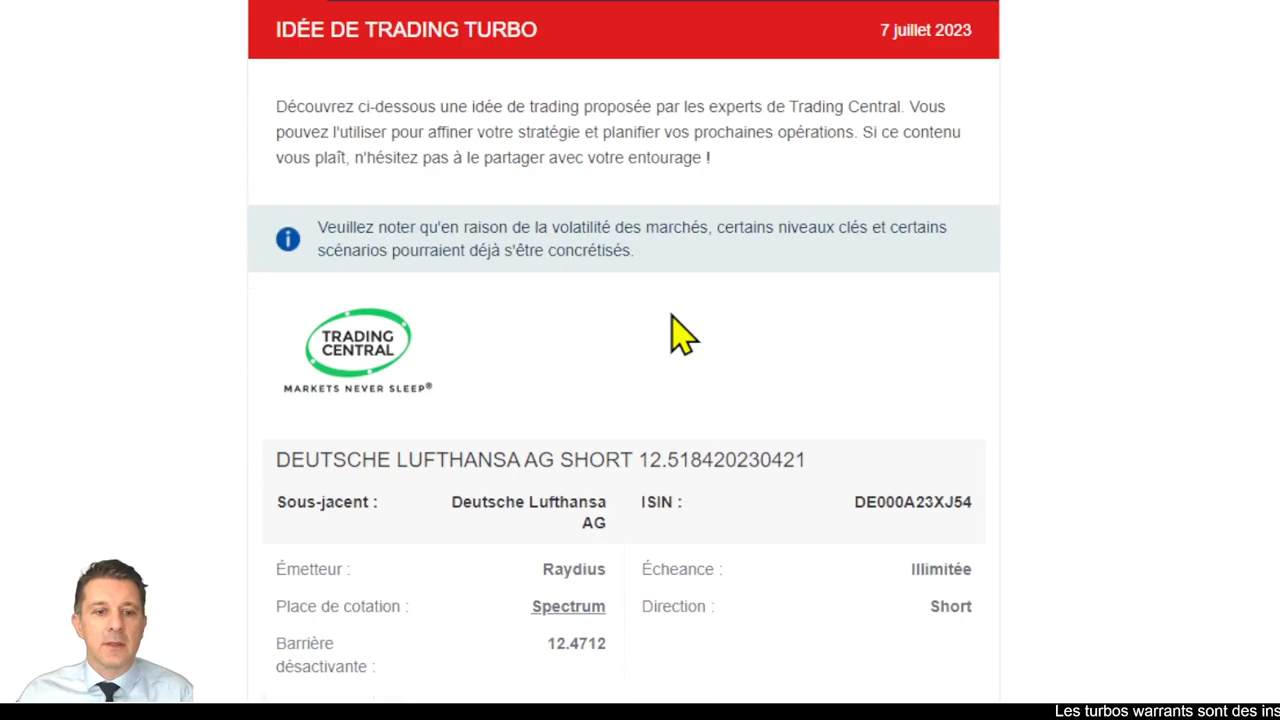 IDÉE DE TRADING TURBO
7 juillet 2023
Découvrez ci-dessous une idée de trading proposée par les experts de Trading Central. Vous
pouvez l'utiliser pour affiner votre stratégie et planifier vos prochaines opérations. Si ce contenu
vous plaît, n'hésitez pas à le partager avec votre entourage !
i
Veuillez noter qu'en raison de la volatilité des marchés, certains niveaux clés et certains
scénarios pourraient déjà s'être concrétisés.
TRADING
CENTRAL
MARKETS NEVER SLEEP®
DEUTSCHE LUFTHANSA AG SHORT 12.518420230421
Sous-jacent : Deutsche Lufthansa AG
ISIN : DE000A23XJ54
Émetteur : Raydius
Écheance : Illimitée
Place de cotation : Spectrum
Direction : Short
Barrière désactivante : 12.4712
Les turbos warrants sont des ins